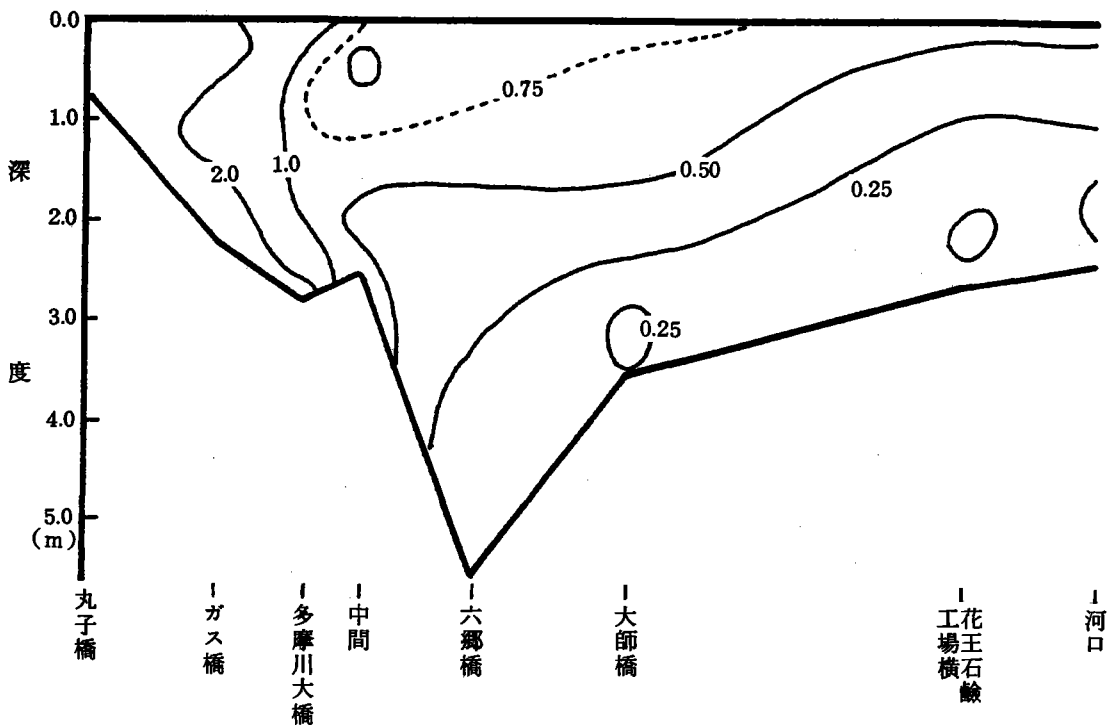 0.0
1.0
2.0
3.0
4.0
5.0
(m)
深
度
2.0
1.0
0.75
0.50
0.25
0.25
丸子橋
ガス橋
多摩川大橋
中間
六郷橋
大師橋
花王石鹼
工場横
河口